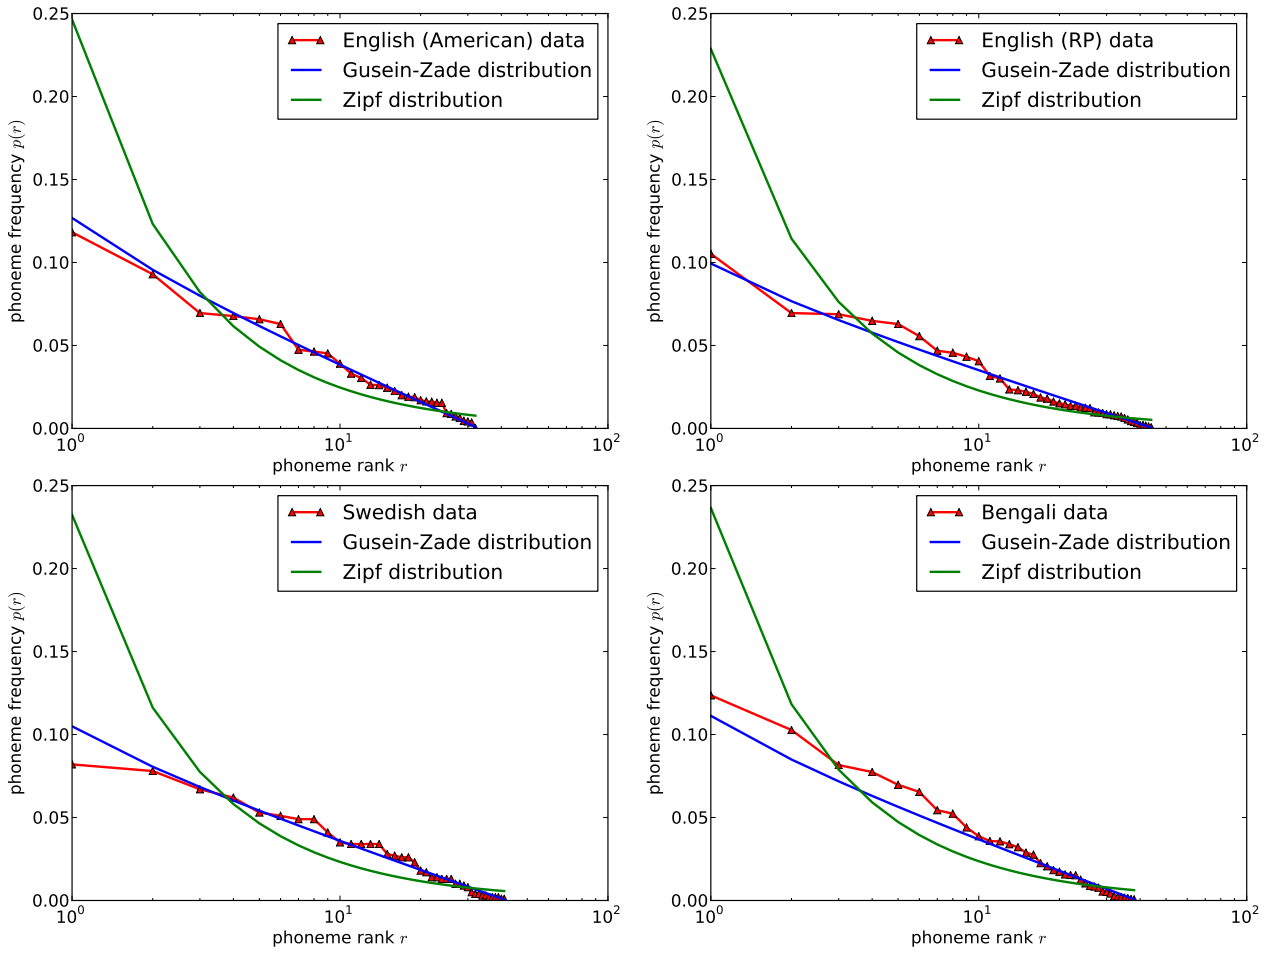 English (American) data
Gusein-Zade distribution
Zipf distribution
phoneme frequency p(r)
0.25
0.20
0.15
0.10
0.05
0.00
10^0
10^1
10^2
phoneme rank r
English (RP) data
Gusein-Zade distribution
Zipf distribution
phoneme frequency p(r)
0.25
0.20
0.15
0.10
0.05
0.00
10^0
10^1
10^2
phoneme rank r
Swedish data
Gusein-Zade distribution
Zipf distribution
phoneme frequency p(r)
0.25
0.20
0.15
0.10
0.05
0.00
10^0
10^1
10^2
phoneme rank r
Bengali data
Gusein-Zade distribution
Zipf distribution
phoneme frequency p(r)
0.25
0.20
0.15
0.10
0.05
0.00
10^0
10^1
10^2
phoneme rank r